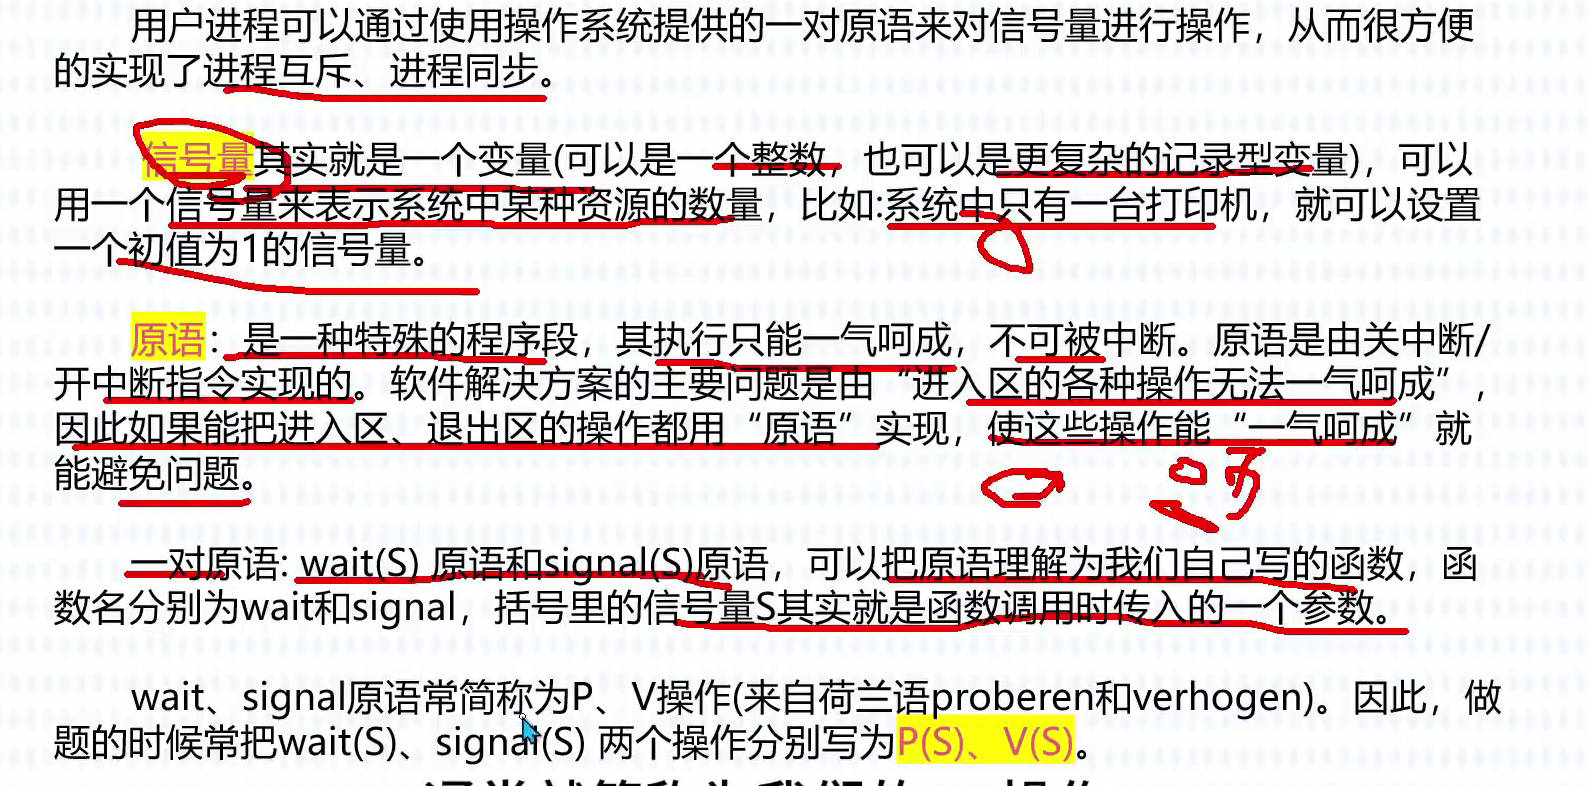 用户进程可以通过使用操作系统提供的一对原语来对信号量进行操作，从而很方便
的实现了进程互斥、进程同步。
信号量其实就是一个变量(可以是一个整数，也可以是更复杂的记录型变量)，可以
用一个信号量来表示系统中某种资源的数量，比如:系统中只有一台打印机，就可以设置
一个初值为1的信号量。
原语：是一种特殊的程序段，其执行只能一气呵成，不可被中断。原语是由关中断/
开中断指令实现的。软件解决方案的主要问题是由“进入区的各种操作无法一气呵成”，
因此如果能把进入区、退出区的操作都用“原语”实现，使这些操作能“一气呵成”就
能避免问题。
一对原语: wait(S) 原语和signal(S)原语，可以把原语理解为我们自己写的函数，函
数名分别为wait和signal，括号里的信号量S其实就是函数调用时传入的一个参数。
wait、signal原语常简称为P、V操作(来自荷兰语proberen和verhogen)。因此，做
题的时候常把wait(S)、signal(S) 两个操作分别写为P(S)、V(S)。